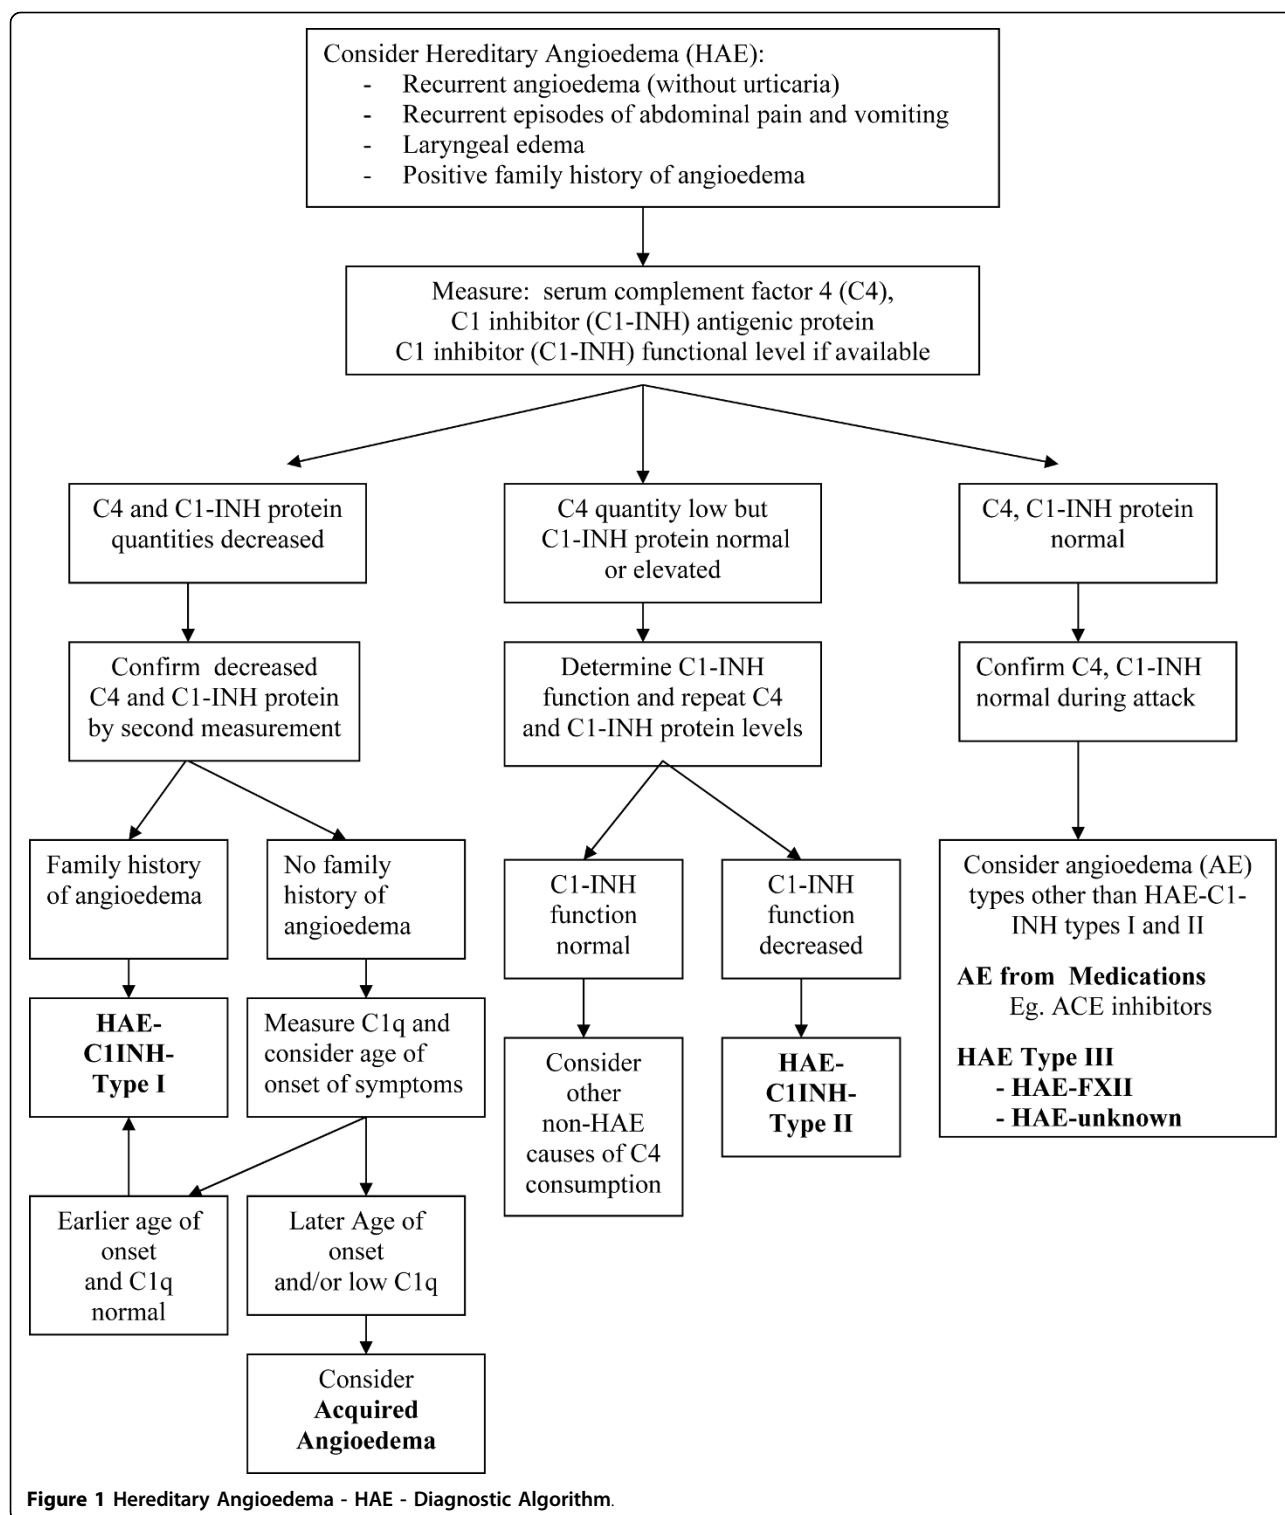 Consider Hereditary Angioedema (HAE):
- Recurrent angioedema (without urticaria)
- Recurrent episodes of abdominal pain and vomiting
- Laryngeal edema
- Positive family history of angioedema
Measure: serum complement factor 4 (C4),
C1 inhibitor (C1-INH) antigenic protein
C1 inhibitor (C1-INH) functional level if available
C4 and C1-INH protein
quantities decreased
C4 quantity low but
C1-INH protein normal
or elevated
C4, C1-INH protein
normal
Confirm decreased
C4 and C1-INH protein
by second measurement
Determine C1-INH
function and repeat C4
and C1-INH protein levels
Confirm C4, C1-INH
normal during attack
Family history
of angioedema
No family
history of
angioedema
C1-INH
function
normal
C1-INH
function
decreased
Consider angioedema (AE)
types other than HAE-C1-
INH types I and II
AE from Medications
Eg. ACE inhibitors
HAE Type III
- HAE-FXII
- HAE-unknown
HAE-
C1INH-
Type I
Measure C1q and
consider age of
onset of symptoms
Consider
other
non-HAE
causes of C4
consumption
HAE-
C1INH-
Type II
Earlier age of
onset
and C1q
normal
Later Age of
onset
and/or low C1q
Consider
Acquired
Angioedema
Figure 1 Hereditary Angioedema - HAE - Diagnostic Algorithm.